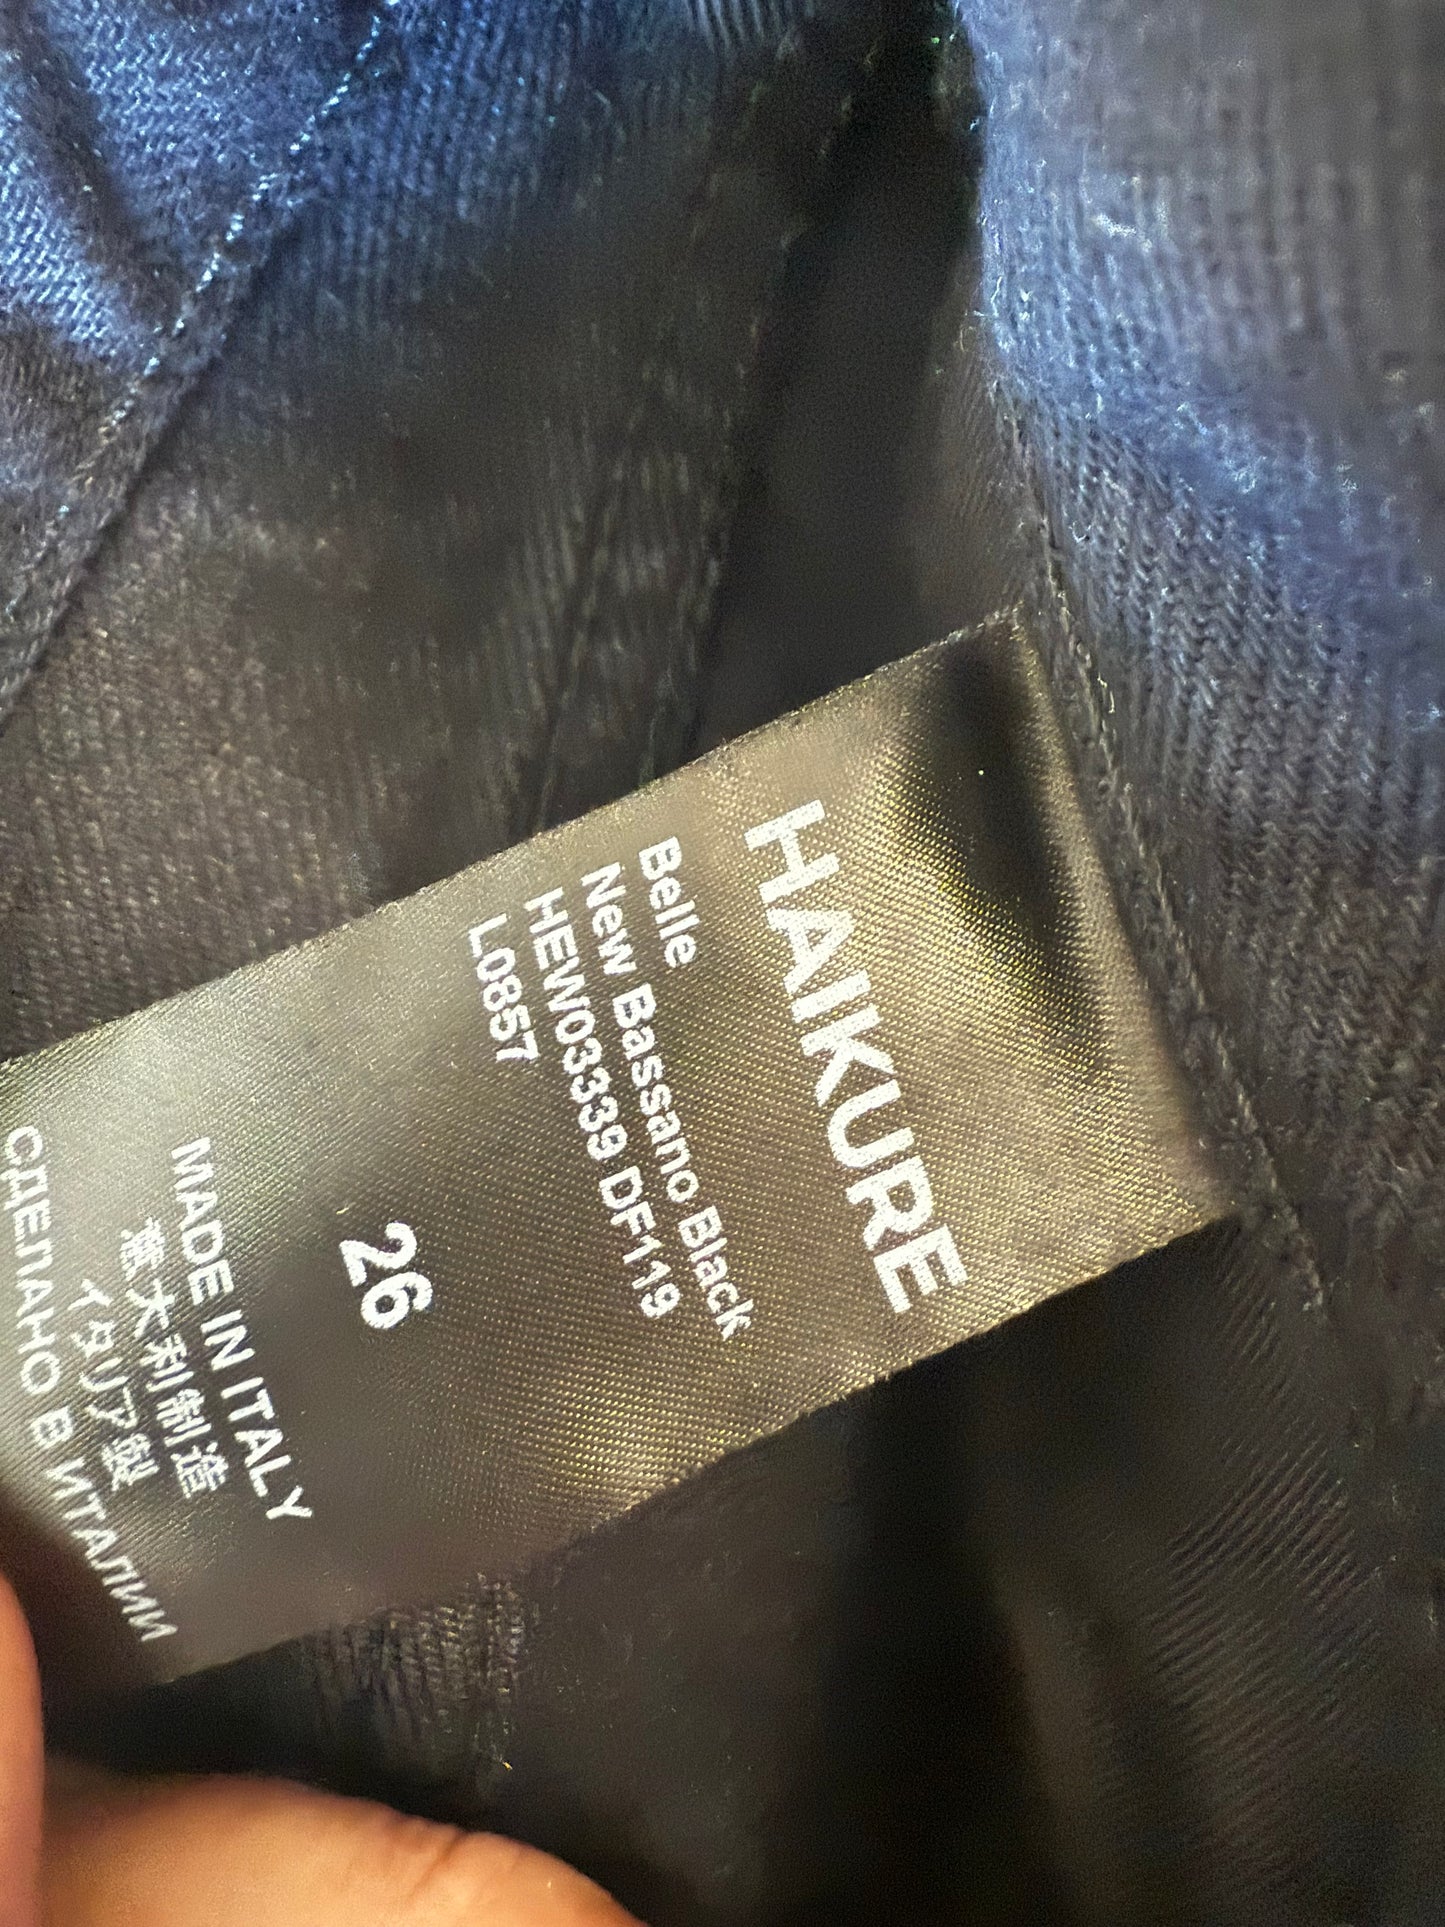 HAIKURE
Belle
New Bassano Black
HEW03339 DF119
L0857
26
MADE IN ITALY
意大利制造
イタリア製
СДЕЛАНО В ИТАЛИИ